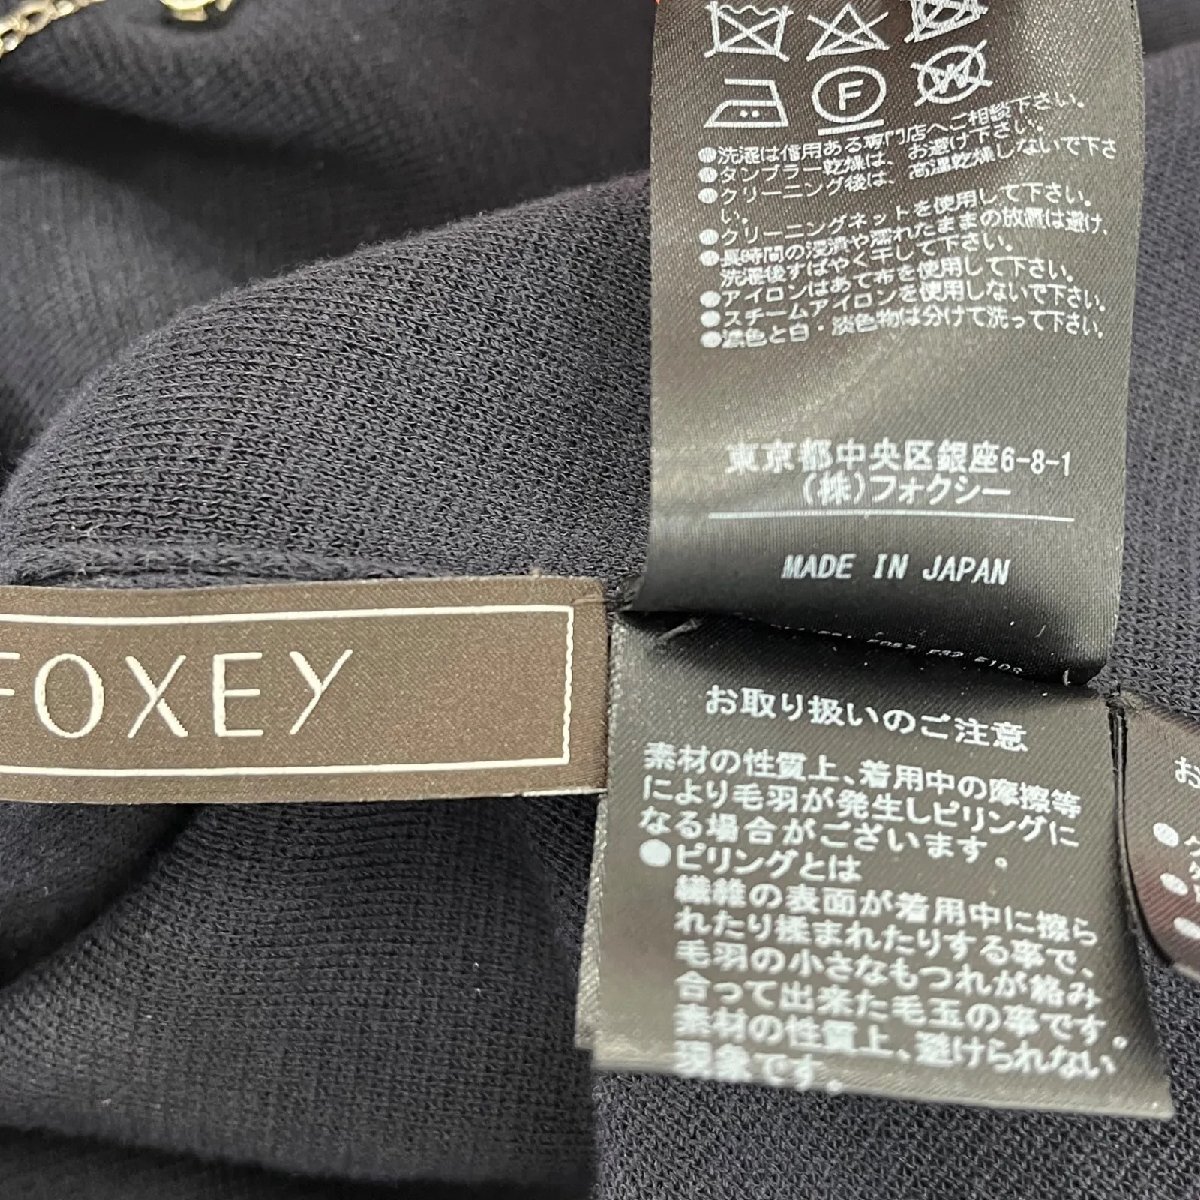 F
W
●洗濯は信用ある専門店へご相談下さい。
●タンブラー乾燥は、お避け下さい。
●クリーニング後は、高温乾燥しないで下さ
い。
●クリーニングネットを使用して下さい。
●長時間の浸漬や濡れたままの放置は避け、
洗濯後すばやく干して下さい。
●アイロンはあて布を使用して下さい。
●スチームアイロンを使用しないで下さい。
●濃色と白・淡色物は分けて洗って下さい。
東京都中央区銀座6-8-1
(株)フォクシー
MADE IN JAPAN
FOXEY
お取り扱いのご注意
素材の性質上、着用中の摩擦等
により毛羽が発生しピリングに
なる場合がございます。
●ピリングとは
繊維の表面が着用中に擦ら
れたり揉まれたりする事で、
毛羽の小さなもつれが絡み
合って出来た毛玉の事です。
素材の性質上、避けられない
現象です。
お